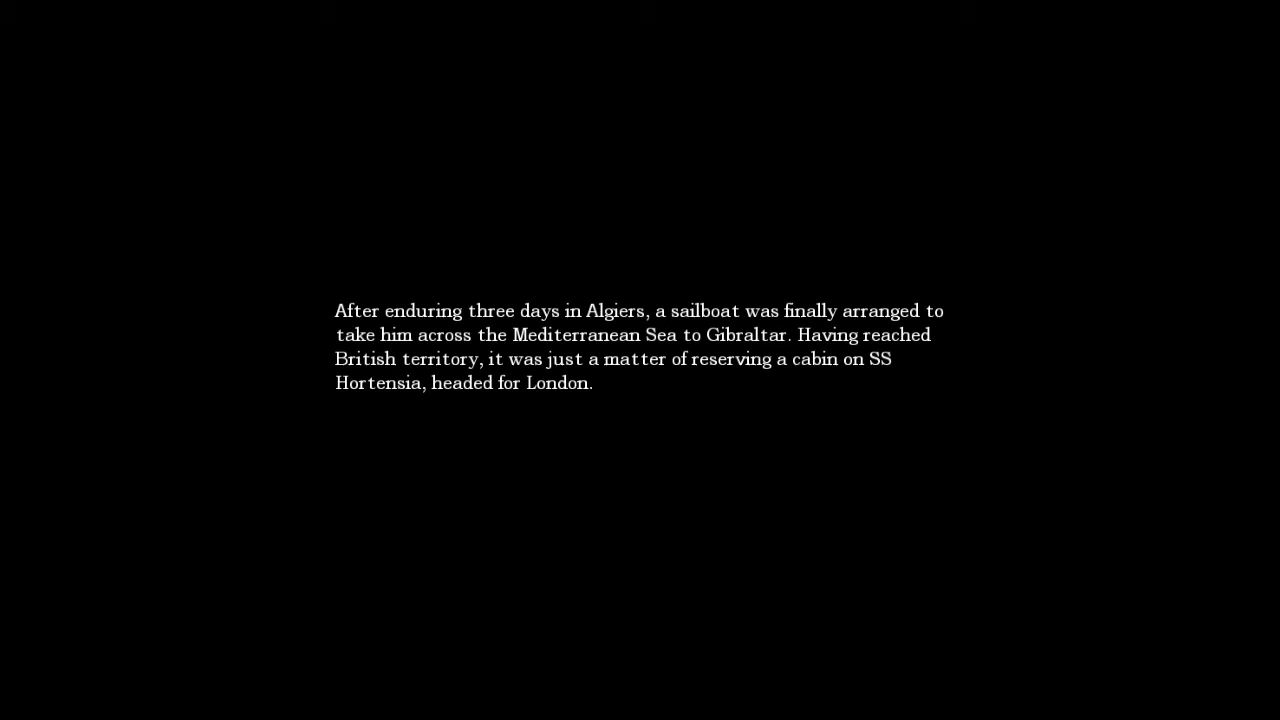 After enduring three days in Algiers, a sailboat was finally arranged to
take him across the Mediterranean Sea to Gibraltar. Having reached
British territory, it was just a matter of reserving a cabin on SS
Hortensia, headed for London.